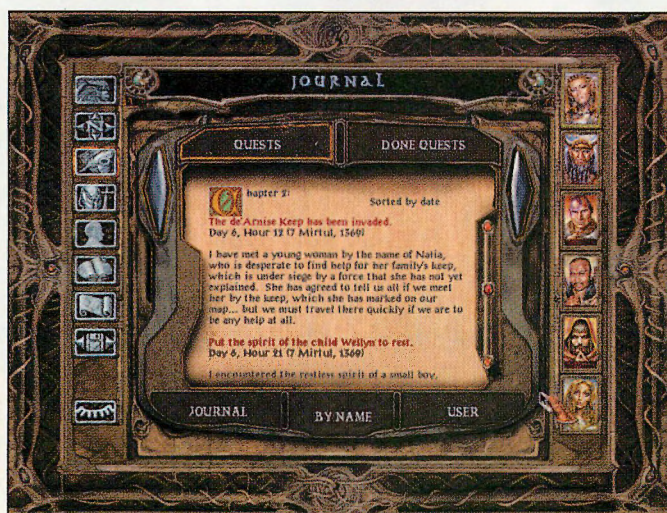 JOURNAL
QUESTS
DONE QUESTS
Chapter 2:
Sorted by date
The de'Arnise Keep has been invaded.
Day 6, Hour 12 (7 Mirtul, 1369)
I have met a young woman by the name of Nalia,
who is desperate to find help for her family's keep,
which is under siege by a force that she has not yet
explained. She has agreed to tell us all if we meet
her by the keep, which she has marked on our
map... but we must travel there quickly if we are to
be any help at all.
Put the spirit of the child Wellyn to rest.
Day 6, Hour 21 (7 Mirtul, 1369)
I encountered the restless spirit of a small boy,
JOURNAL
BY NAME
USER